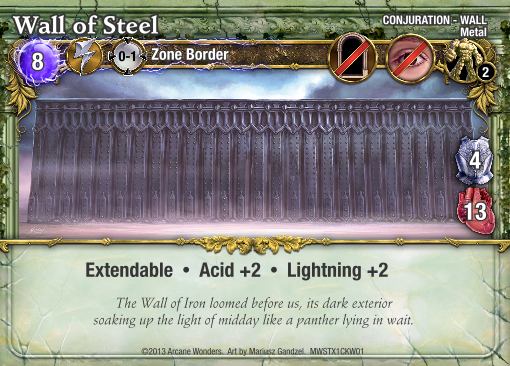 Wall of Steel
CONJURATION - WALL
Metal
8
0-1
Zone Border
2
4
13
Extendable • Acid +2 • Lightning +2
The Wall of Iron loomed before us, its dark exterior
soaking up the light of midday like a panther lying in wait.
©2013 Arcane Wonders. Art by Mariusz Gandzel. MWSTX1CKW01